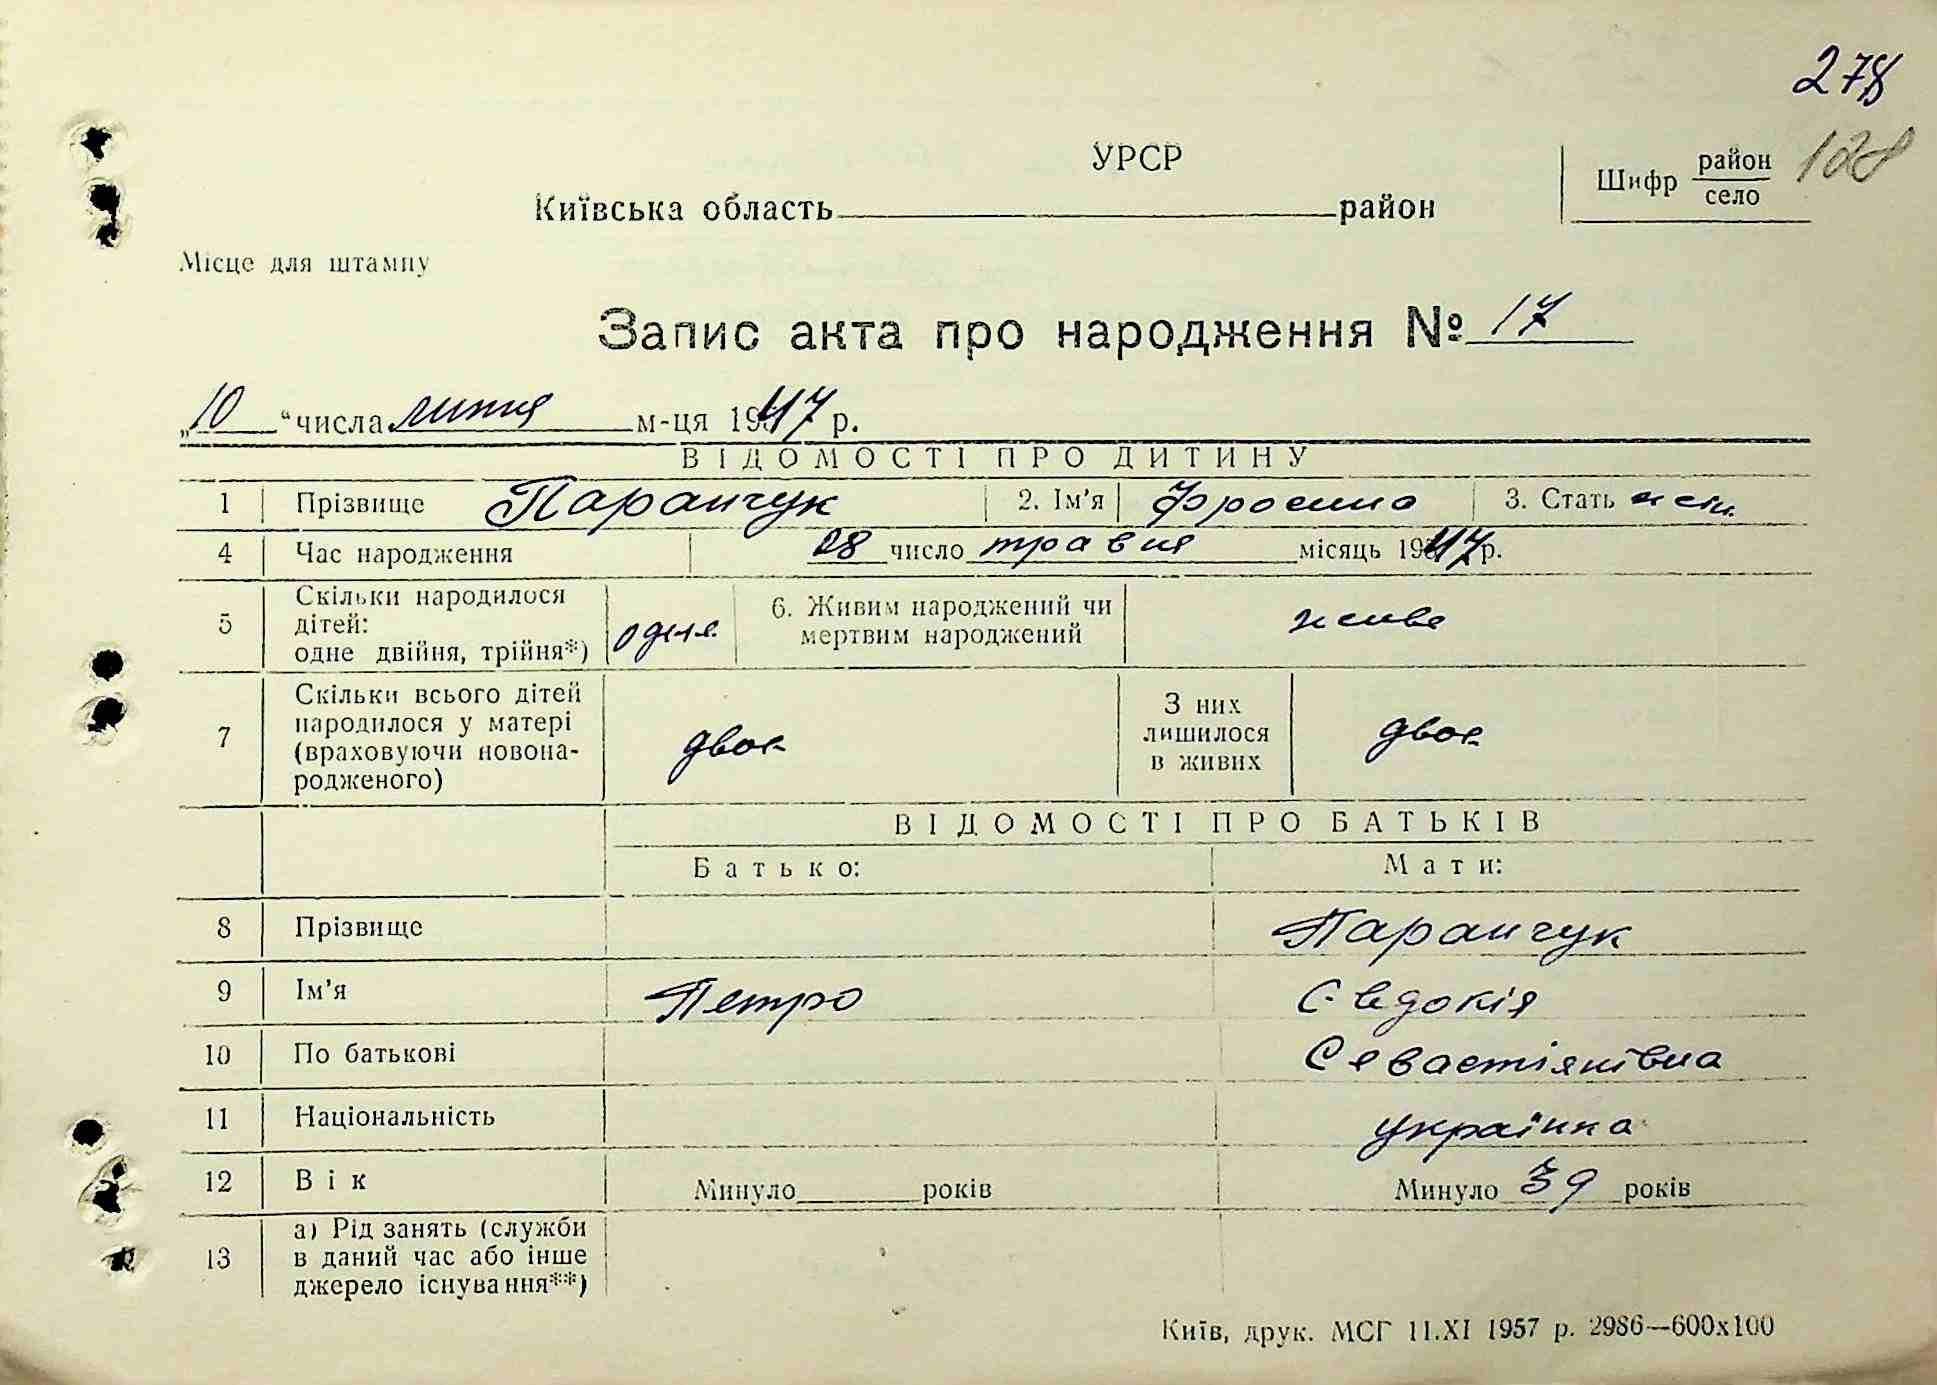 278
УРСР
Шифр район село 128
Київська область район
Місце для штампу
Запис акта про народження № 17
„10“ числа липня м-ця 1947 р.
ВІДОМОСТІ ПРО ДИТИНУ
1 Прізвище Паранчук 2. Ім'я Фросина 3. Стать жін.
4 Час народження 28 число травня місяць 1947 р.
5 Скільки народилося дітей: одне двійня, трійня*) одне 6. Живим народжений чи мертвим народжений живе
7 Скільки всього дітей народилося у матері (враховуючи новонародженого) двоє З них лишилося в живих двоє
ВІДОМОСТІ ПРО БАТЬКІВ
Батько: Мати:
8 Прізвище Паранчук
9 Ім'я Петро Євдокія
10 По батькові Севастіянівна
11 Національність українка
12 Вік Минуло років Минуло 39 років
13 а) Рід занять (служби в даний час або інше джерело існування**)
Київ, друк. МСГ 11.XI 1957 р. 2986—600х100